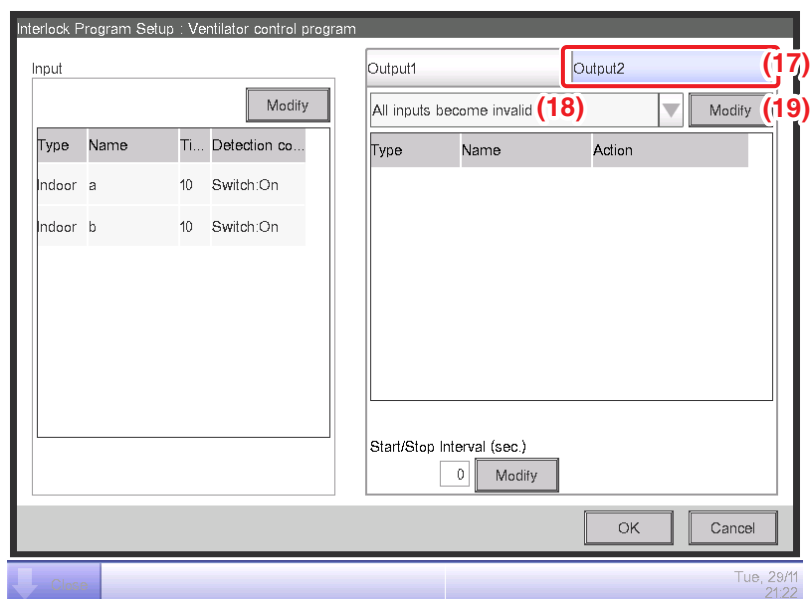 Interlock Program Setup : Ventilator control program
Input
Modify
Type Name Ti... Detection co...
Indoor a 10 Switch:On
Indoor b 10 Switch:On
Output1
Output2
(17)
All inputs become invalid
(18)
Modify
(19)
Type Name Action
Start/Stop Interval (sec.)
0
Modify
OK
Cancel
Tue, 29/11
21:22